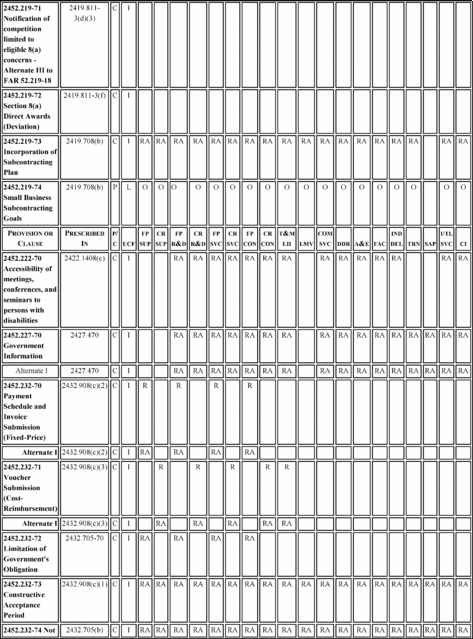 2452.219-71 2419.811- C I
Notification of 3(d)(3)
competition
limited to
eligible 8(a)
concerns -
Alternate III to
FAR 52.219-18
2452.219-72 2419.811-3(f) C I
Section 8(a)
Direct Awards
(Deviation)
2452.219-73 2419.708(b) C I RA RA RA RA RA RA RA RA RA RA RA RA RA RA RA RA RA
Incorporation of
Subcontracting
Plan
2452.219-74 2419.708(b) P L O O O O O O O O O O O O O O O O O
Small Business
Subcontracting
Goals
PROVISION OR PRESCRIBED P/ FP CR FP CR FP CR FP CR T&M COM IND UTL
CLAUSE IN C UCF SUP SUP R&D R&D SVC SVC CON CON LH LMV SVC DDR A&E FAC DEL TRN SAP SVC CI
2452.222-70 2422.1408(c) C I RA RA RA RA RA RA RA RA RA RA RA RA RA RA
Accessibility of
meetings,
conferences, and
seminars to
persons with
disabilities
2452.227-70 2427.470 C I RA RA RA RA RA RA RA RA RA RA RA RA RA RA RA RA
Government
Information
Alternate I 2427.470 C I RA RA RA RA RA RA RA RA RA RA RA RA RA RA RA RA
2452.232-70 2432.908(c)(2) C I R R R R
Payment
Schedule and
Invoice
Submission
(Fixed-Price)
Alternate I 2432.908(c)(2) C I RA RA RA RA
2452.232-71 2432.908(c)(3) C I R R R R R
Voucher
Submission
(Cost-
Reimbursement)
Alternate I 2432.908(c)(3) C I RA RA RA RA RA
2452.232-72 2432.705-70 C I RA RA RA RA
Limitation of
Government's
Obligation
2452.232-73 2432.908(c)(1) C I RA RA RA RA RA RA RA RA RA RA RA RA RA RA RA RA RA RA RA
Constructive
Acceptance
Period
2452.232-74 Not 2432.705(b) C I RA RA RA RA RA RA RA RA RA RA RA RA RA RA RA RA RA RA RA